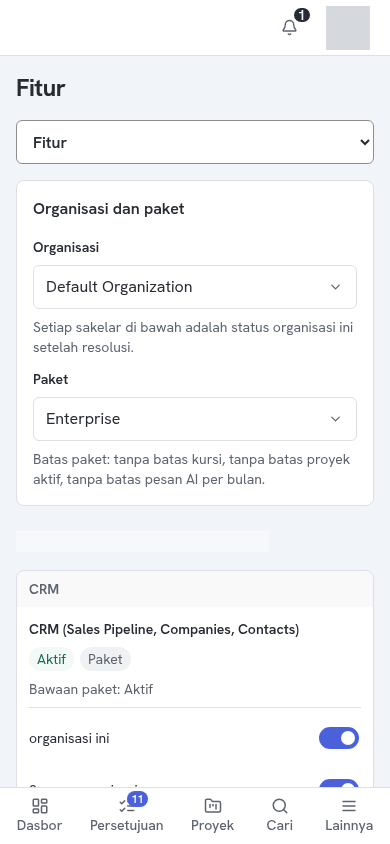 1
Fitur
Fitur
Organisasi dan paket
Organisasi
Default Organization
Setiap sakelar di bawah adalah status organisasi ini
setelah resolusi.
Paket
Enterprise
Batas paket: tanpa batas kursi, tanpa batas proyek
aktif, tanpa batas pesan AI per bulan.
CRM
CRM (Sales Pipeline, Companies, Contacts)
Aktif Paket
Bawaan paket: Aktif
organisasi ini
11
Dasbor Persetujuan Proyek Cari Lainnya